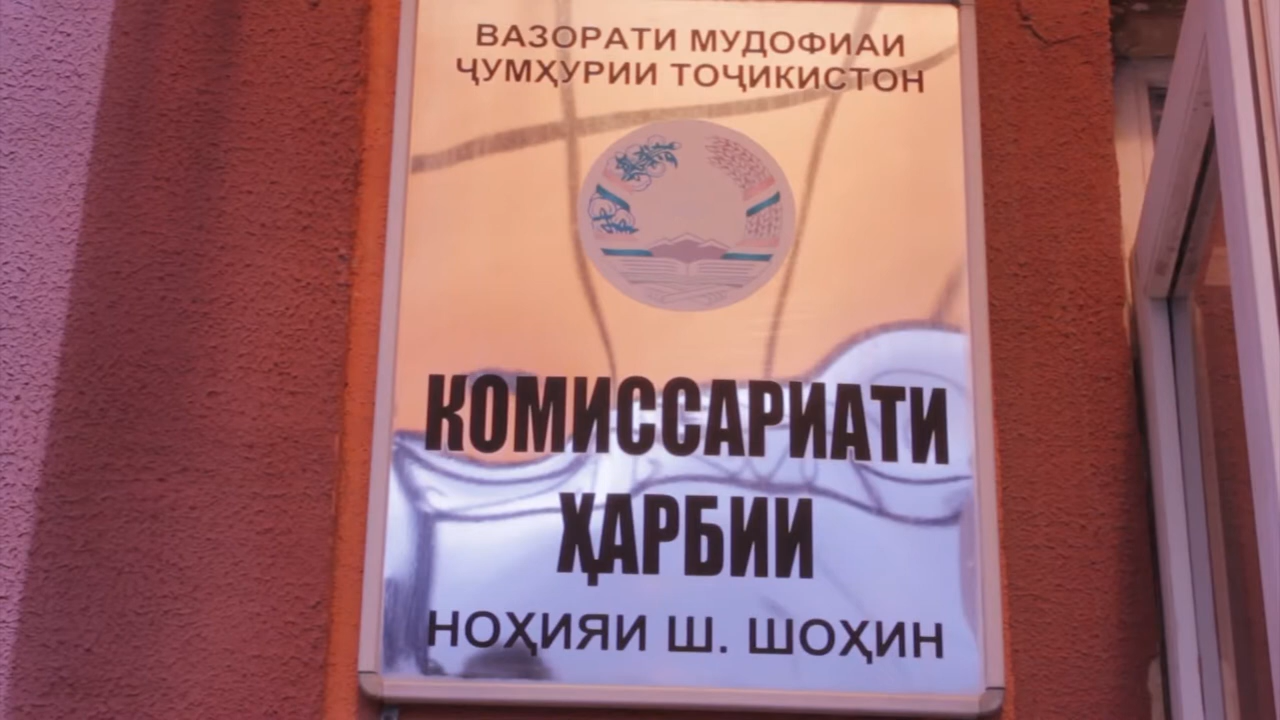 ВАЗОРАТИ МУДОФИАИ
ҶУМҲУРИИ ТОҶИКИСТОН
КОМИССАРИАТИ
ҲАРБИИ
НОҲИЯИ Ш. ШОҲИН